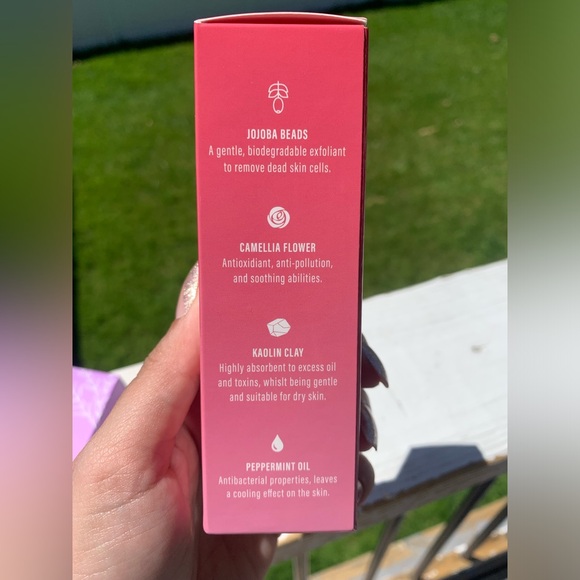 JOJOBA BEADS
A gentle, biodegradable exfoliant
to remove dead skin cells.
CAMELLIA FLOWER
Antioxidant, anti-pollution,
and soothing abilities.
KAOLIN CLAY
Highly absorbent to excess oil
and toxins, whislt being gentle
and suitable for dry skin.
PEPPERMINT OIL
Antibacterial properties, leaves
a cooling effect on the skin.